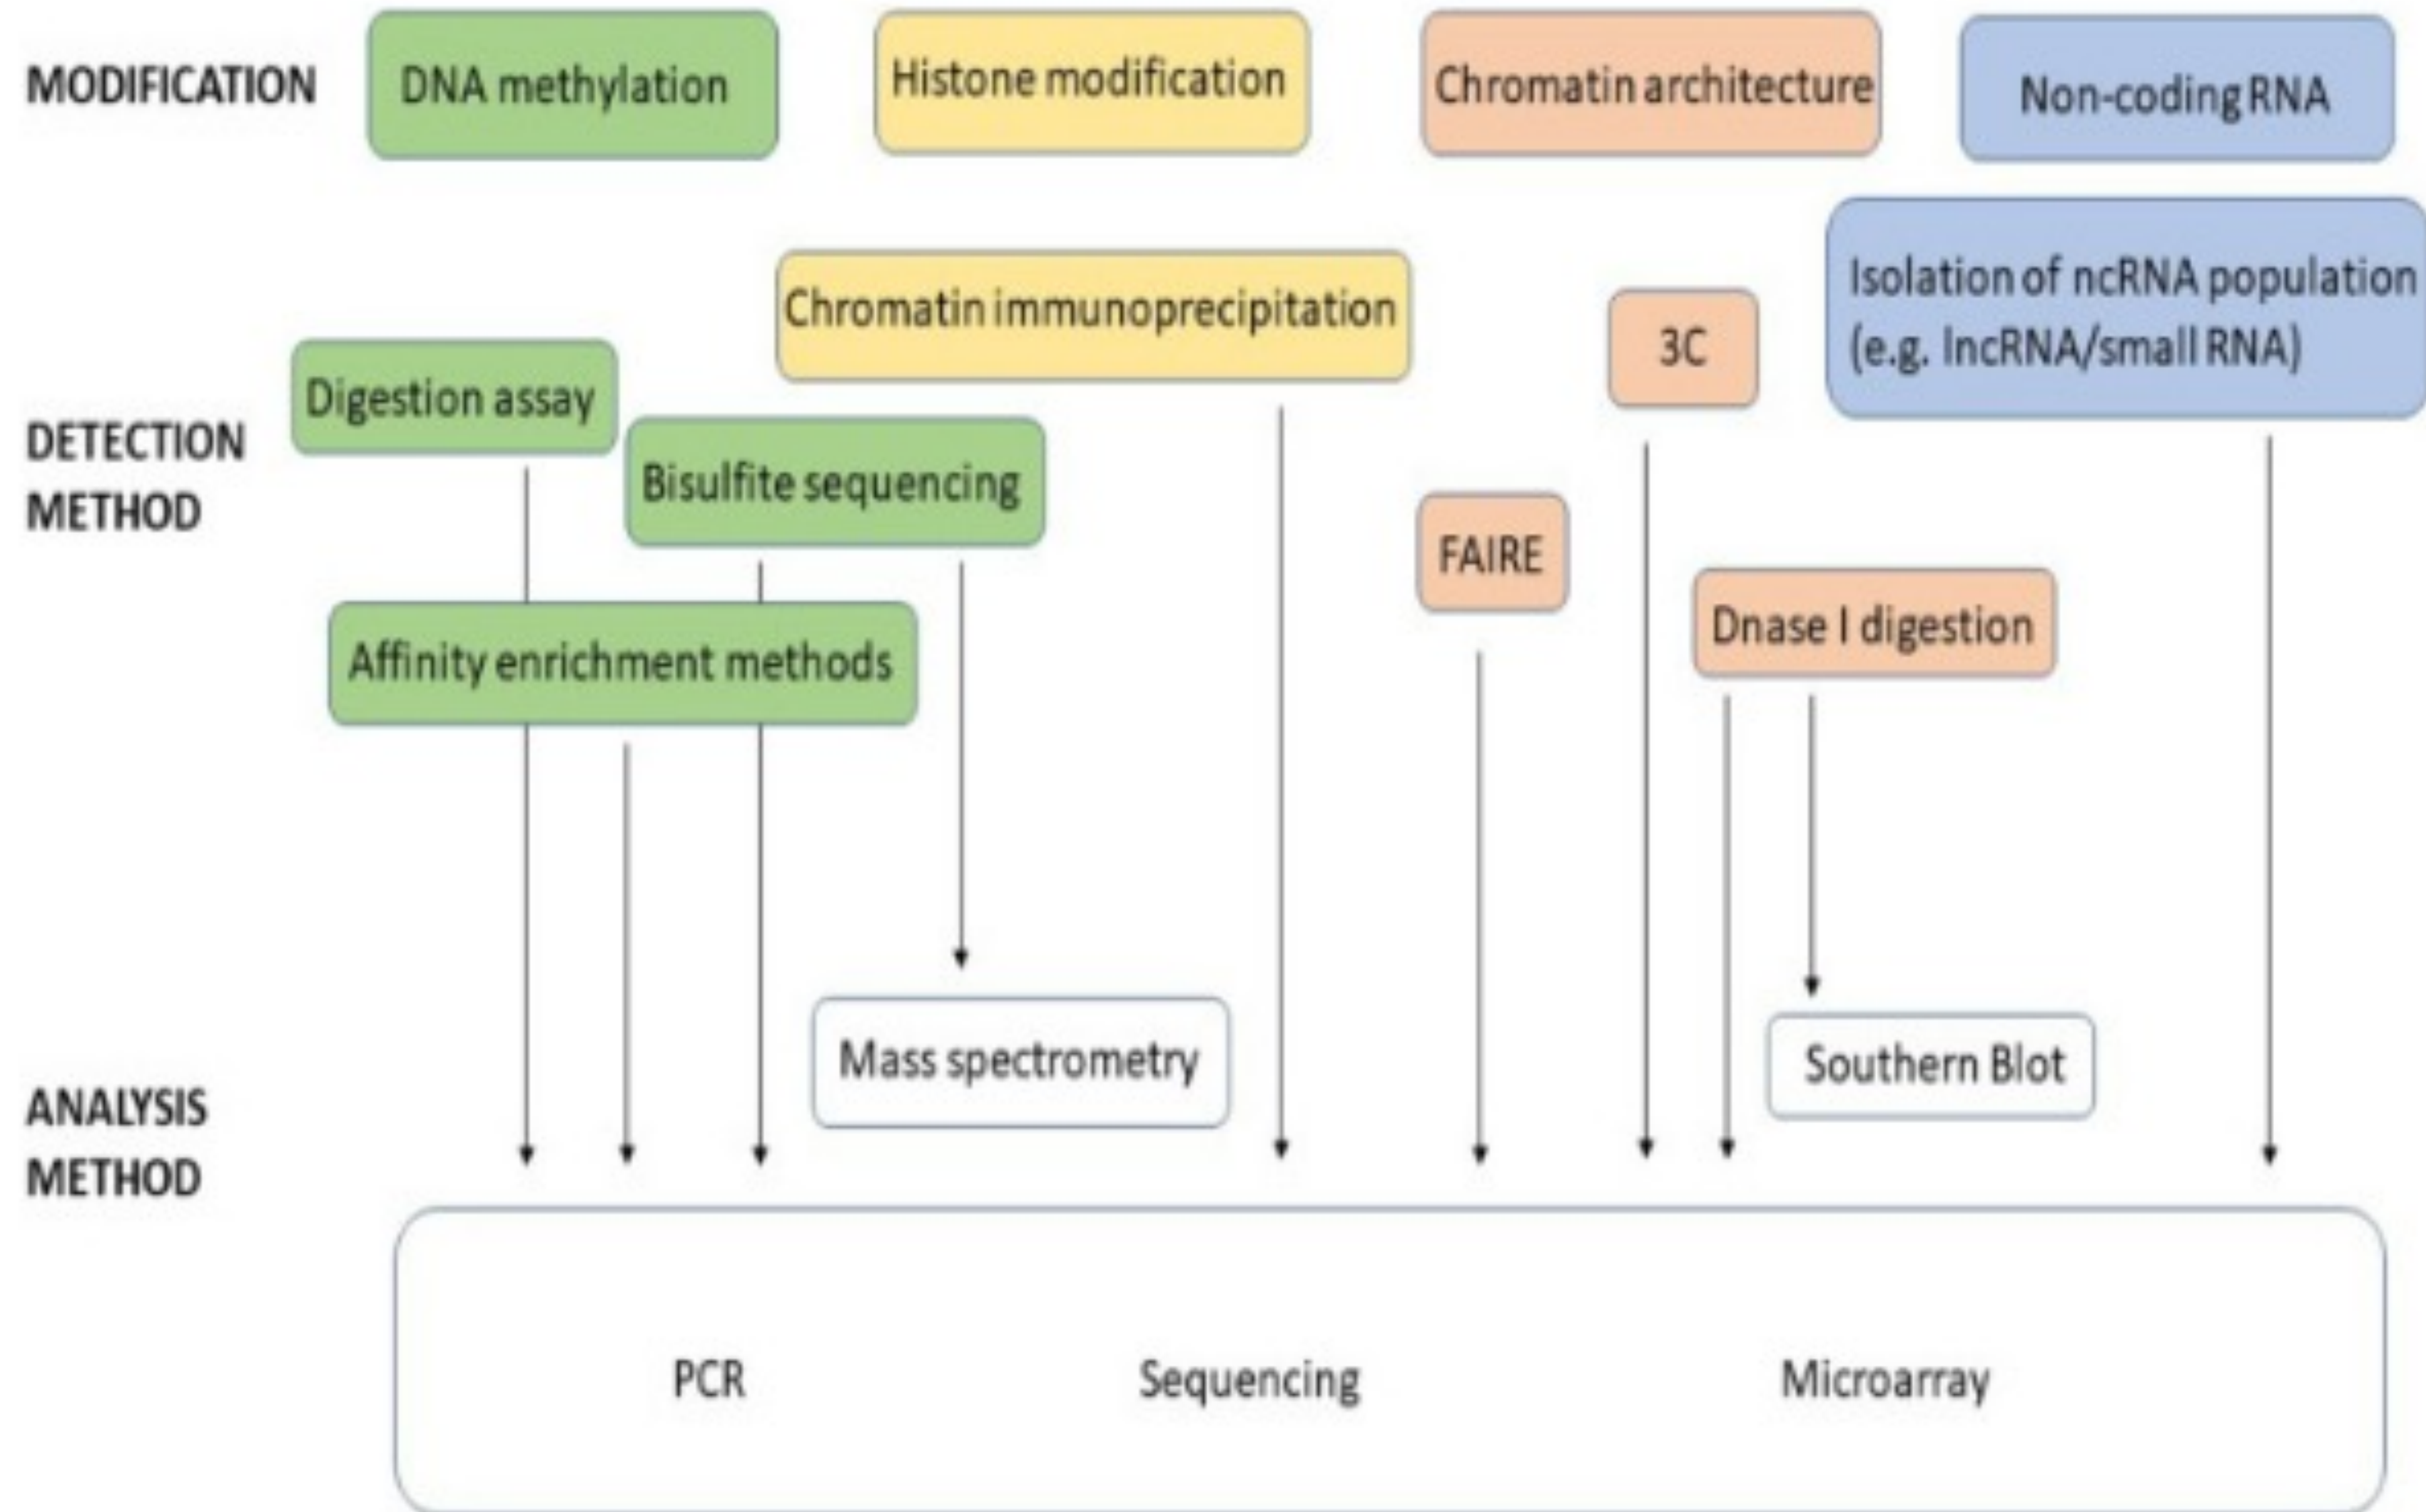 MODIFICATION
DNA methylation
Histone modification
Chromatin architecture
Non-coding RNA
DETECTION
METHOD
Digestion assay
Bisulfite sequencing
Affinity enrichment methods
Chromatin immunoprecipitation
FAIRE
3C
Dnase I digestion
Isolation of ncRNA population
(e.g. lncRNA/small RNA)
ANALYSIS
METHOD
Mass spectrometry
Southern Blot
PCR
Sequencing
Microarray